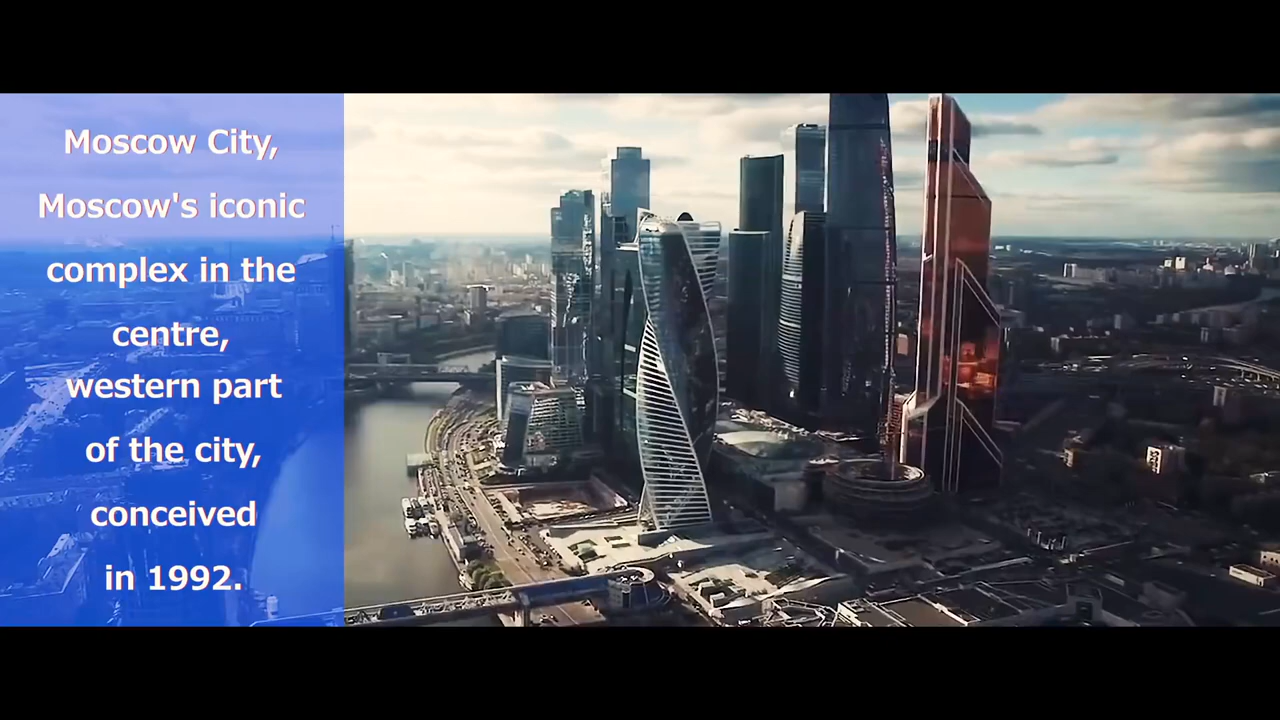 Moscow City,
Moscow's iconic
complex in the
centre,
western part
of the city,
conceived
in 1992.